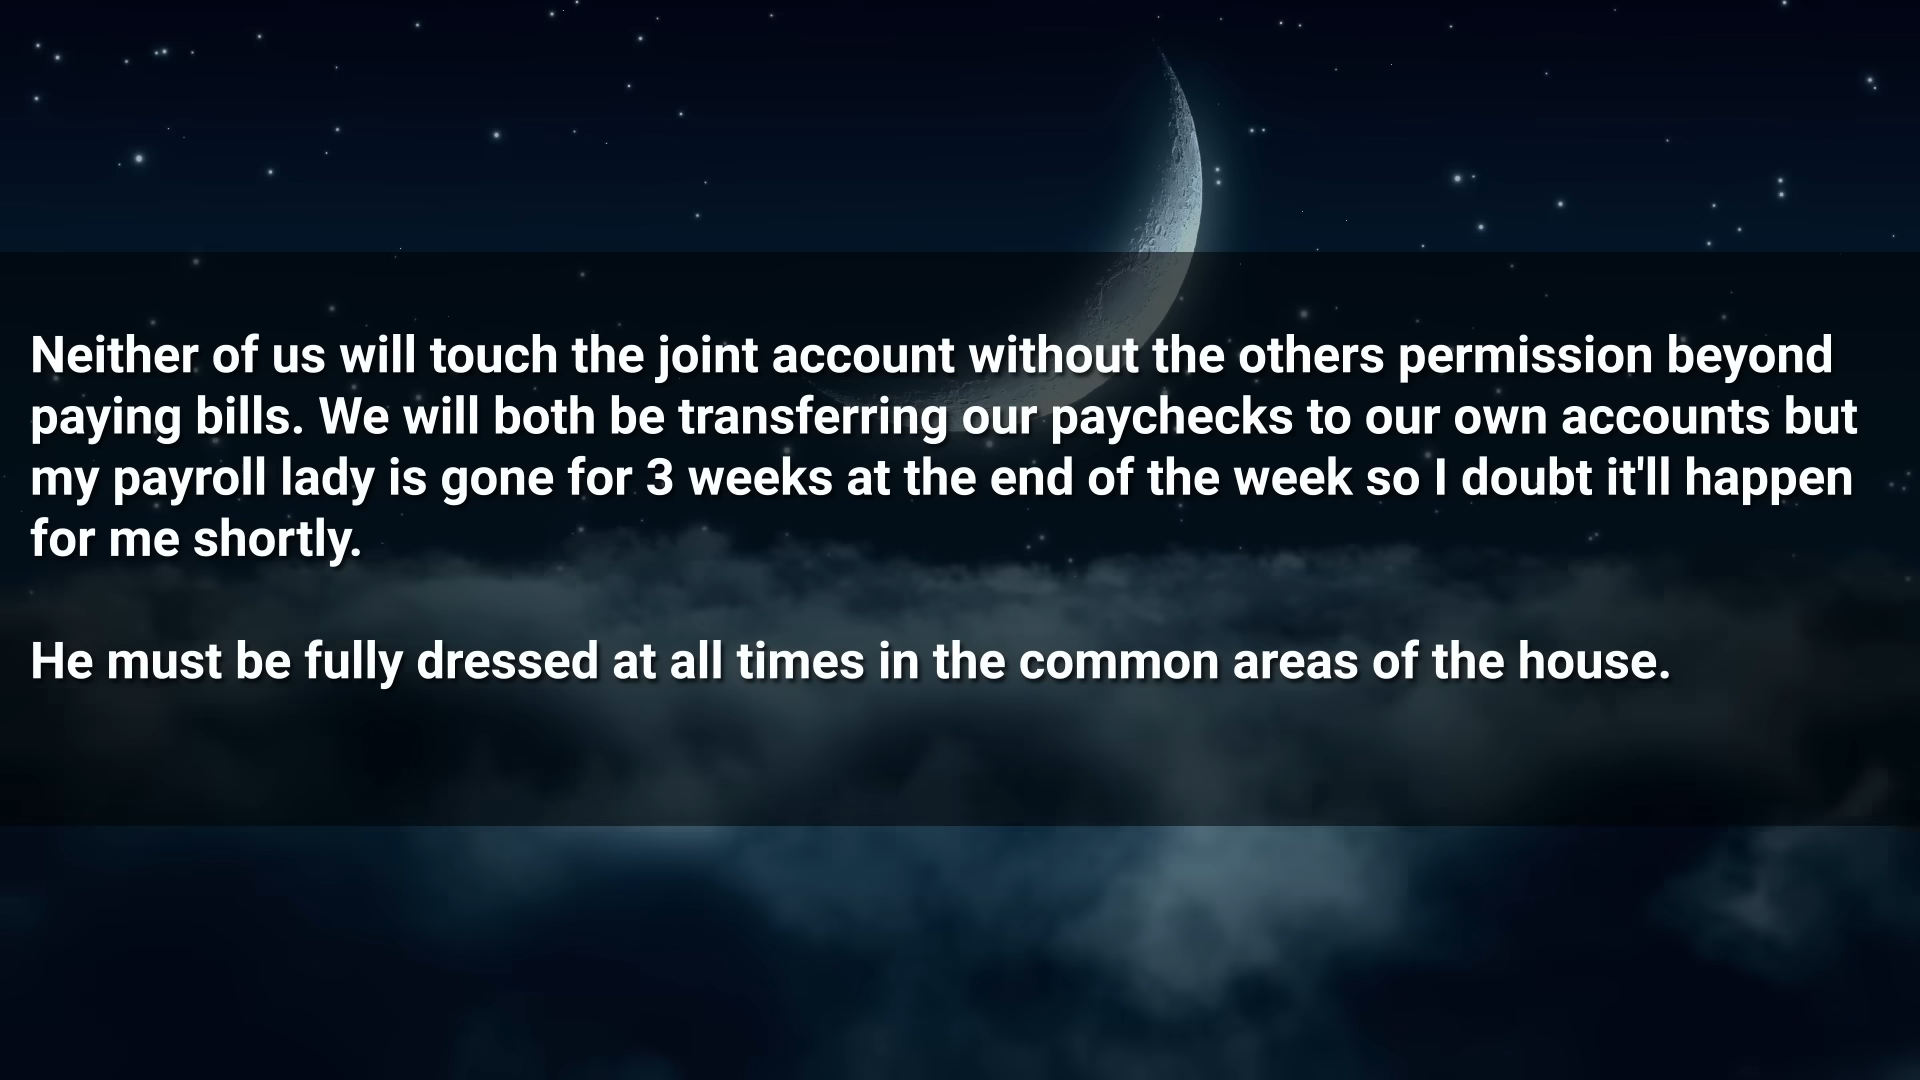 Neither of us will touch the joint account without the others permission beyond
paying bills. We will both be transferring our paychecks to our own accounts but
my payroll lady is gone for 3 weeks at the end of the week so I doubt it'll happen
for me shortly.
He must be fully dressed at all times in the common areas of the house.